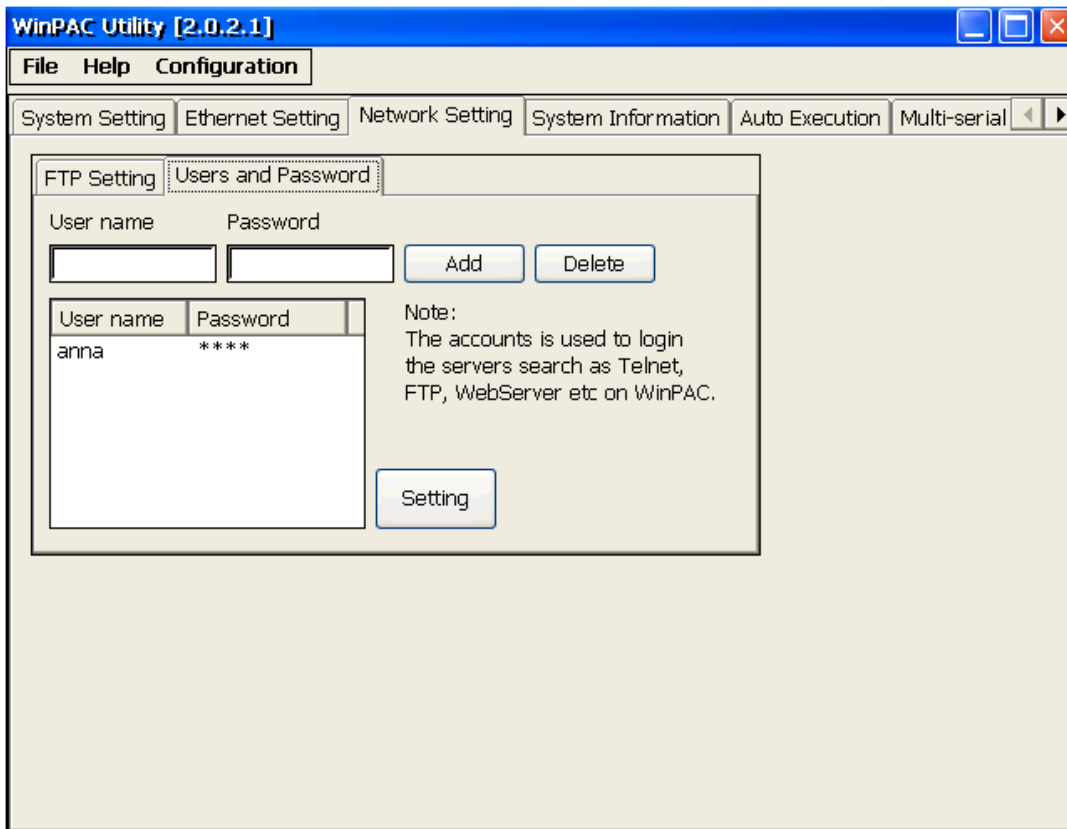 WinPAC Utility [2.0.2.1]
File Help Configuration
System Setting Ethernet Setting Network Setting System Information Auto Execution Multi-serial
FTP Setting Users and Password
User name Password
Add Delete
User name Password
anna ****
Note:
The accounts is used to login
the servers search as Telnet,
FTP, WebServer etc on WinPAC.
Setting